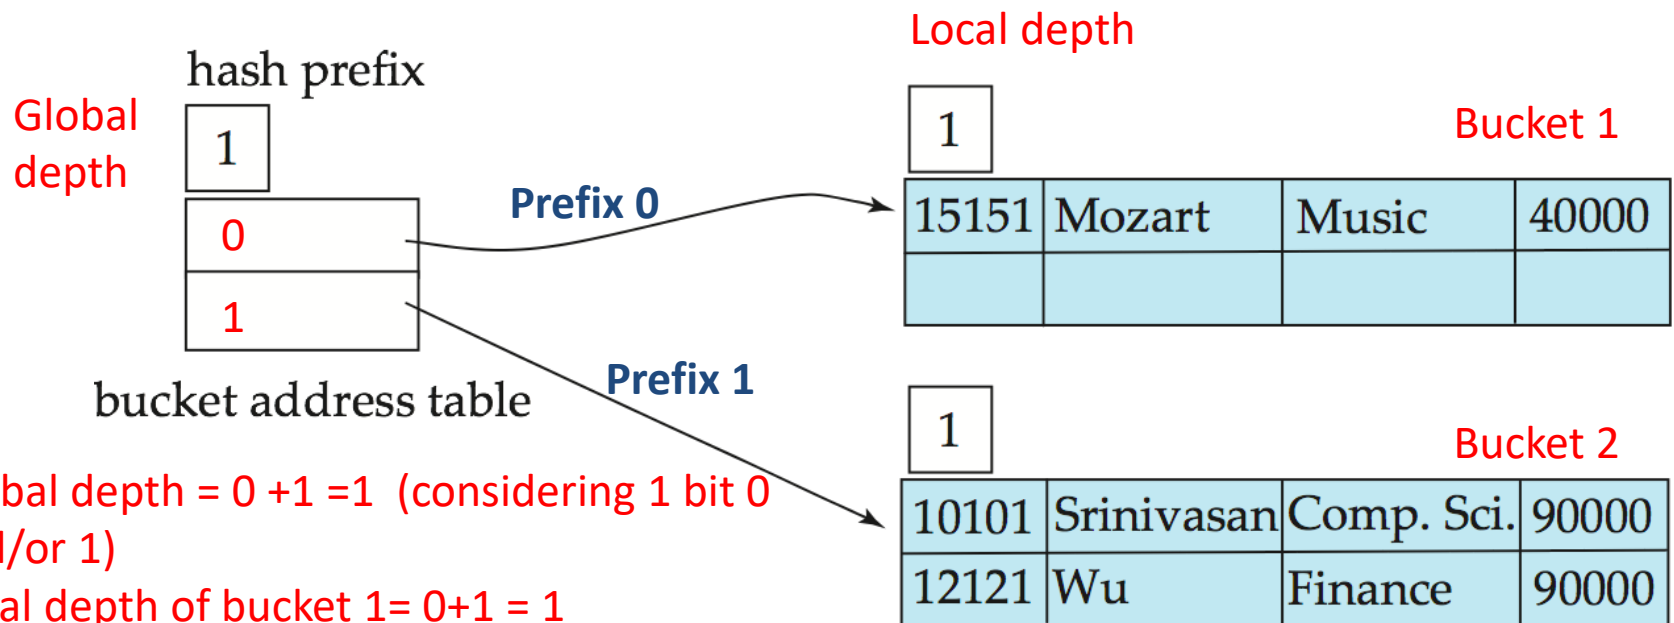 Local depth
hash prefix
Global
depth
1
1
Bucket 1
Prefix 0
0
1
15151 Mozart Music 40000
Prefix 1
bucket address table
1
Bucket 2
bal depth = 0 +1 =1 (considering 1 bit 0
/or 1)
al depth of bucket 1= 0+1 = 1
10101 Srinivasan Comp. Sci. 90000
12121 Wu Finance 90000